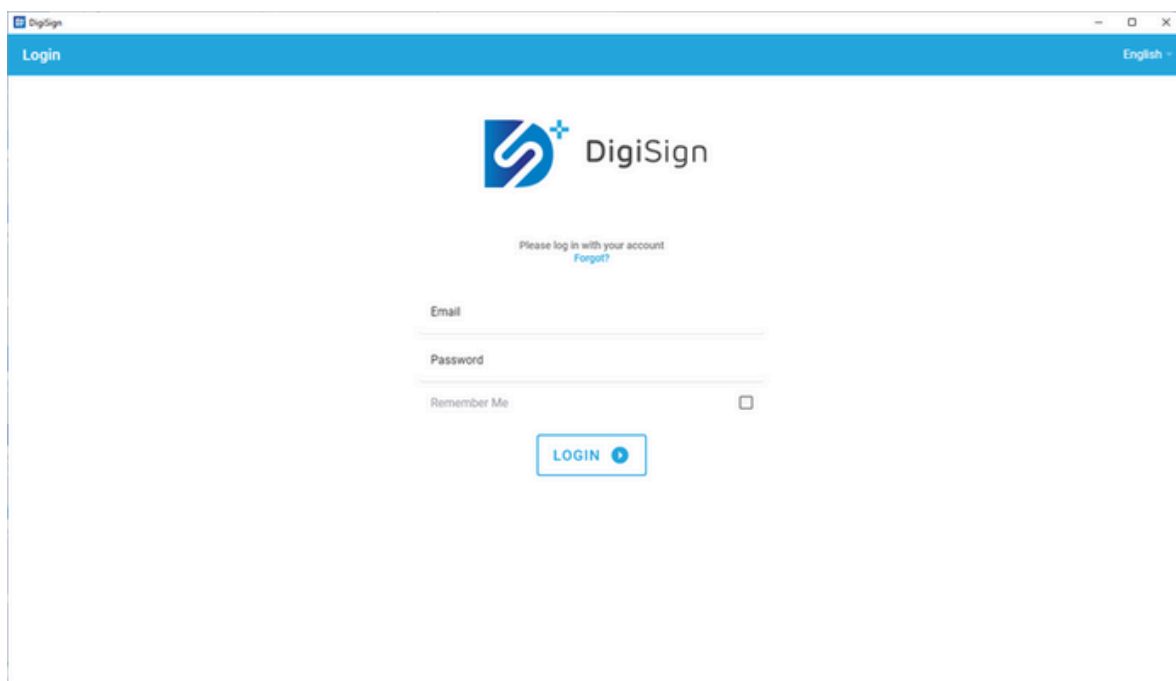 DigiSign
Login
English
DigiSign
Please log in with your account
Forgot?
Email
Password
Remember Me
LOGIN